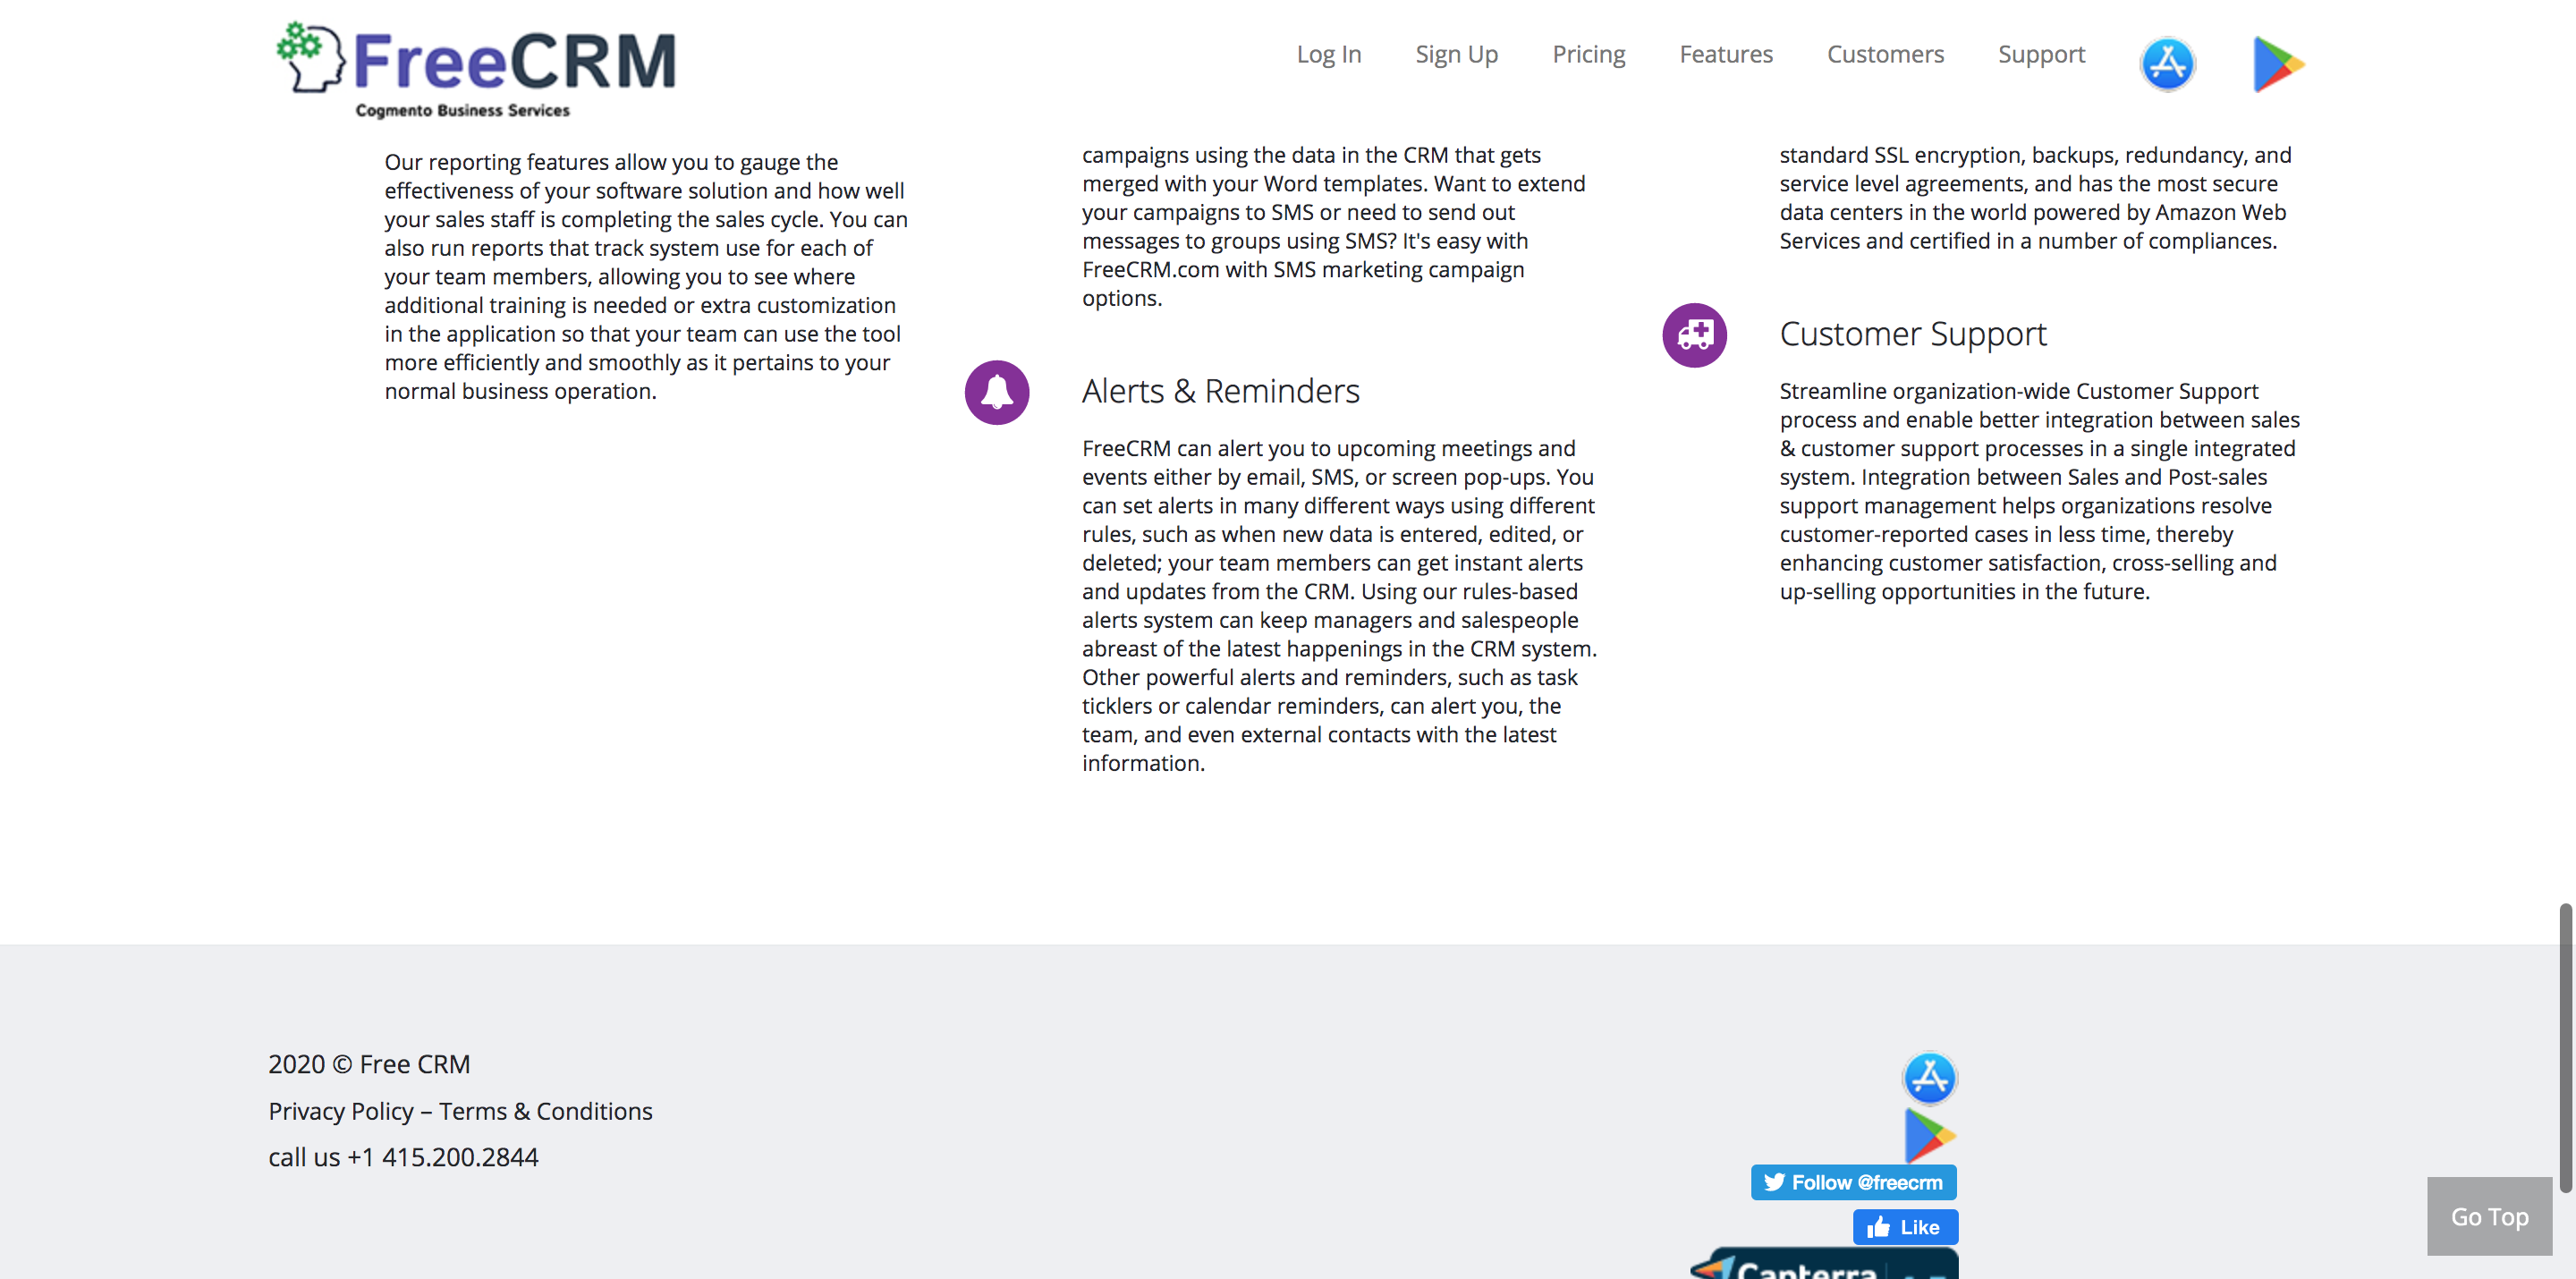 FreeCRM
Cogmento Business Services
Log In
Sign Up
Pricing
Features
Customers
Support
Our reporting features allow you to gauge the
effectiveness of your software solution and how well
your sales staff is completing the sales cycle. You can
also run reports that track system use for each of
your team members, allowing you to see where
additional training is needed or extra customization
in the application so that your team can use the tool
more efficiently and smoothly as it pertains to your
normal business operation.
campaigns using the data in the CRM that gets
merged with your Word templates. Want to extend
your campaigns to SMS or need to send out
messages to groups using SMS? It's easy with
FreeCRM.com with SMS marketing campaign
options.
Alerts & Reminders
FreeCRM can alert you to upcoming meetings and
events either by email, SMS, or screen pop-ups. You
can set alerts in many different ways using different
rules, such as when new data is entered, edited, or
deleted; your team members can get instant alerts
and updates from the CRM. Using our rules-based
alerts system can keep managers and salespeople
abreast of the latest happenings in the CRM system.
Other powerful alerts and reminders, such as task
ticklers or calendar reminders, can alert you, the
team, and even external contacts with the latest
information.
standard SSL encryption, backups, redundancy, and
service level agreements, and has the most secure
data centers in the world powered by Amazon Web
Services and certified in a number of compliances.
Customer Support
Streamline organization-wide Customer Support
process and enable better integration between sales
& customer support processes in a single integrated
system. Integration between Sales and Post-sales
support management helps organizations resolve
customer-reported cases in less time, thereby
enhancing customer satisfaction, cross-selling and
up-selling opportunities in the future.
2020 © Free CRM
Privacy Policy – Terms & Conditions
call us +1 415.200.2844
Follow @freecrm
Like
Capterra
Go Top